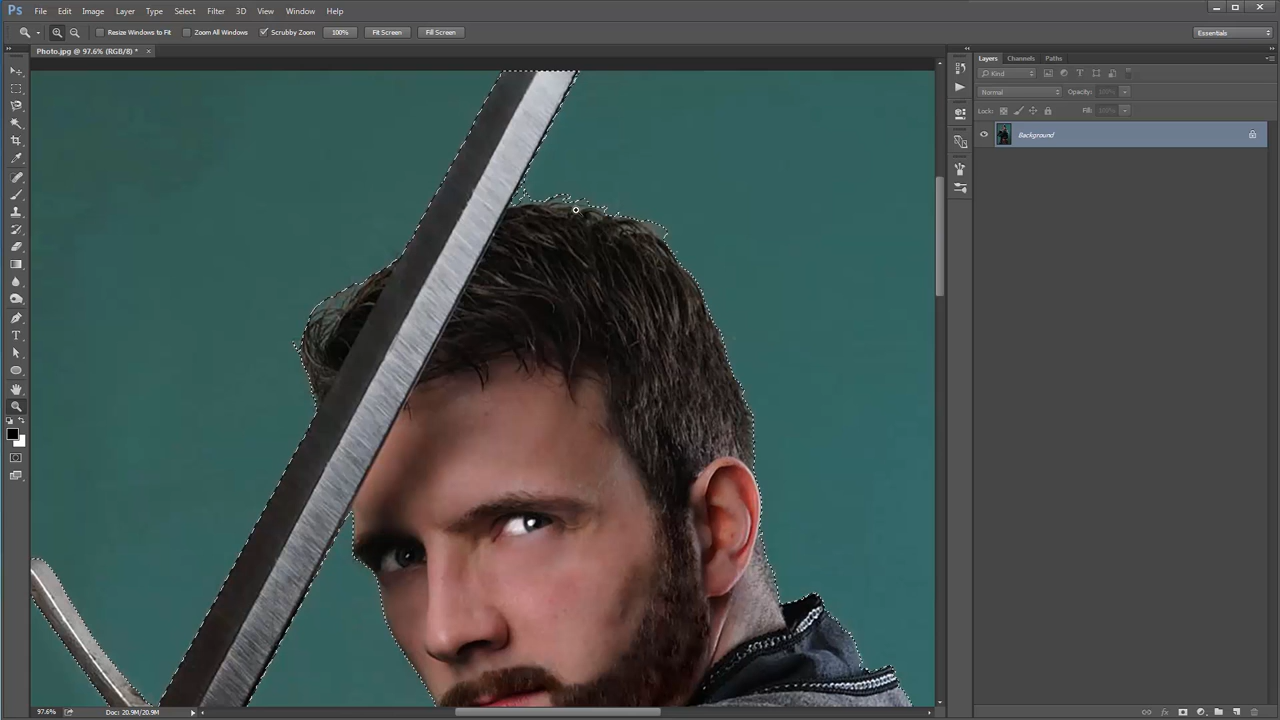 Ps File Edit Image Layer Type Select Filter 3D View Window Help
Resize Windows to Fit Zoom All Windows Scrubby Zoom 100% Fit Screen Fill Screen Essentials
Photo.jpg @ 97.6% (RGB/8) * ×
Layers Channels Paths
Kind
Normal Opacity: 100%
Lock: Fill: 100%
Background
97.6% Doc: 20.9M/20.9M